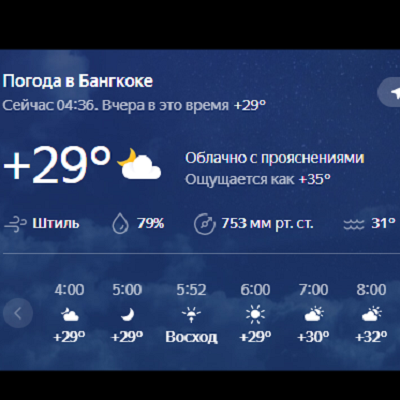 Погода в Бангкоке
Сейчас 04:36. Вчера в это время +29°
+29°
Облачно с прояснениями
Ощущается как +35°
Штиль 79% 753 мм рт. ст. 31°
4:00 5:00 5:52 6:00 7:00 8:00
+29° +29° Восход +29° +30° +32°